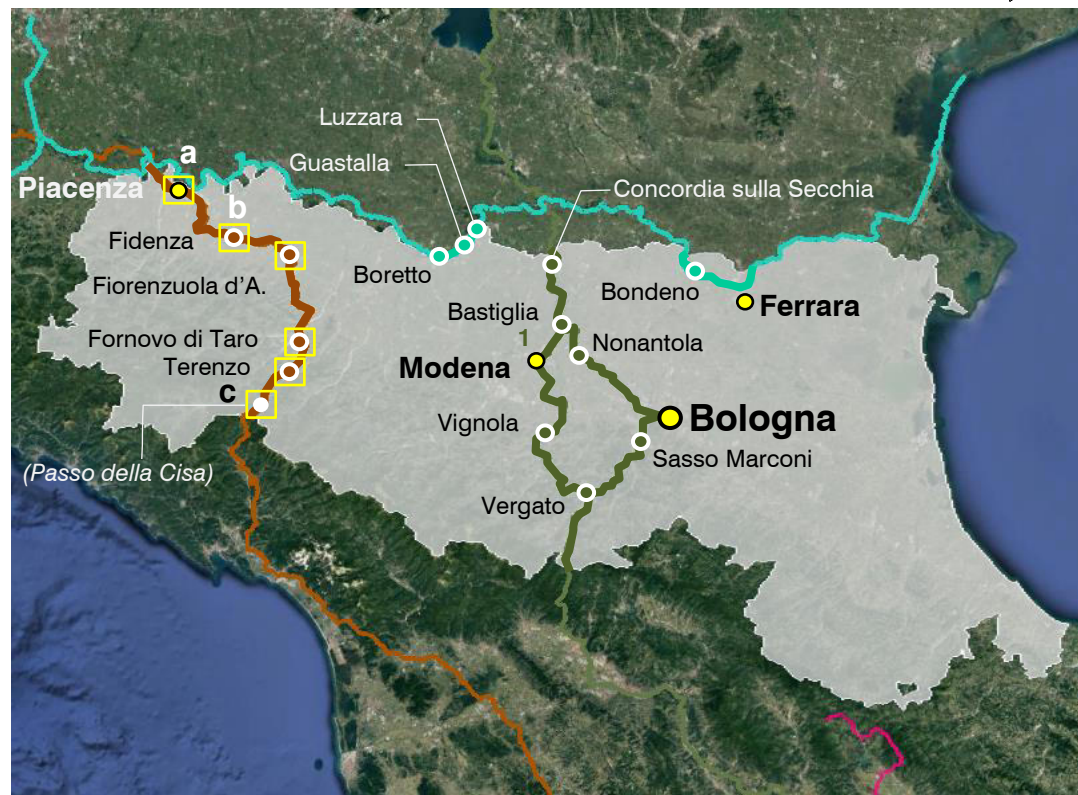 Luzzara
a
Guastalla
Piacenza
Concordia sulla Secchia
b
Fidenza
Boretto
Fiorenzuola d’A.
Bondeno
Ferrara
Bastiglia
1
Fornovo di Taro
Nonantola
Terenzo
Modena
c
Bologna
Vignola
Sasso Marconi
(Passo della Cisa)
Vergato